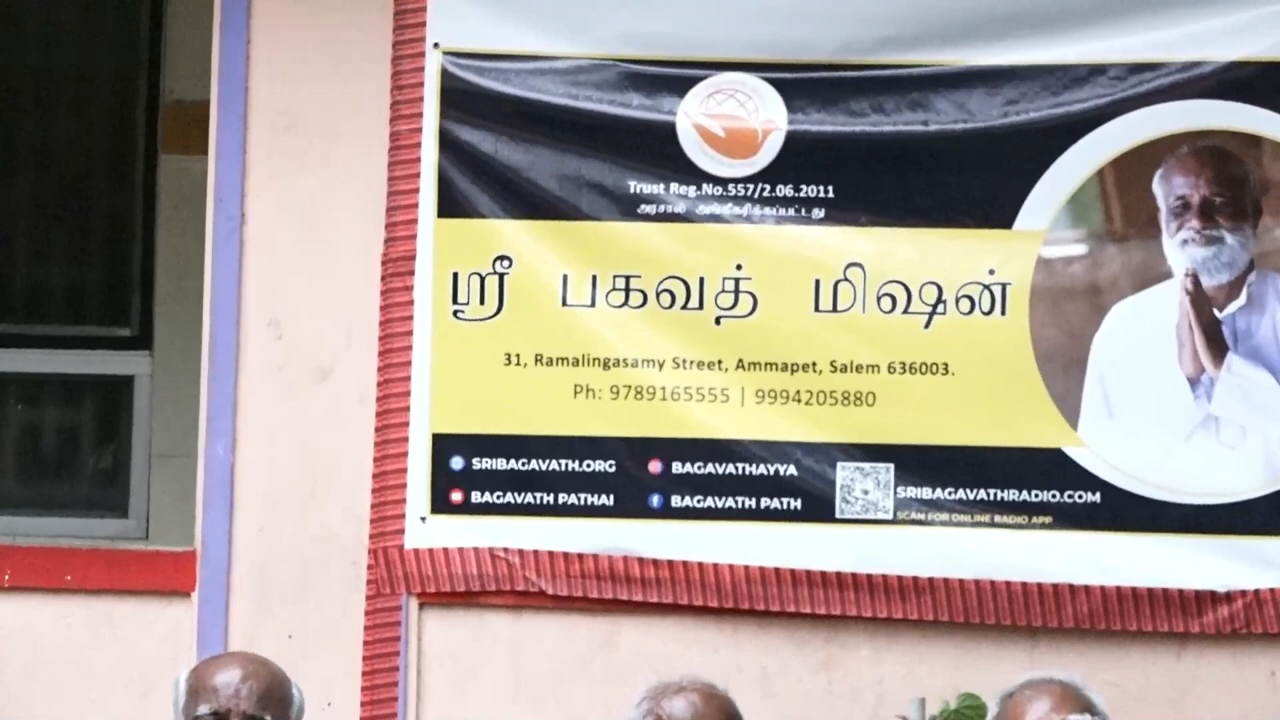 Trust Reg.No.557/2.06.2011
அரசால் அங்கீகரிக்கப்பட்டது
ஸ்ரீ பகவத் மிஷன்
31, Ramalingasamy Street, Ammapet, Salem 636003.
Ph: 9789165555 | 9994205880
SRIBAGAVATH.ORG
BAGAVATHAYYA
BAGAVATH PATHAI
BAGAVATH PATH
SRIBAGAVATHRADIO.COM
SCAN FOR ONLINE RADIO APP